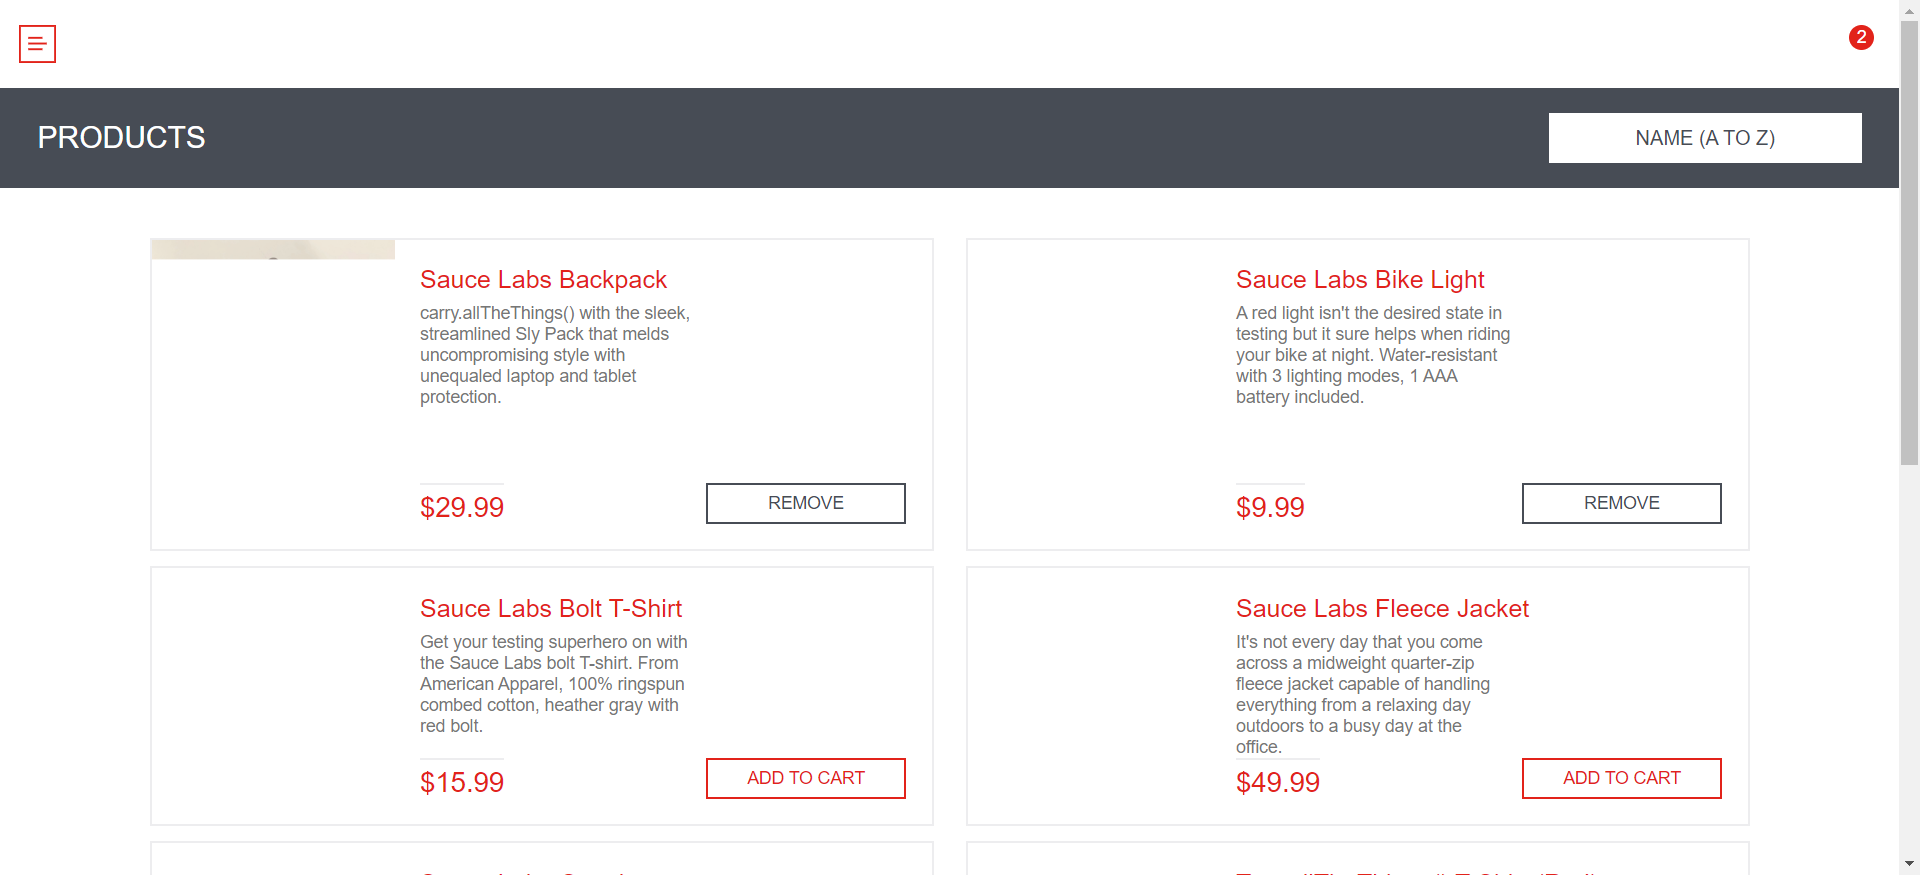 2
PRODUCTS
NAME (A TO Z)
Sauce Labs Backpack
carry.allTheThings() with the sleek,
streamlined Sly Pack that melds
uncompromising style with
unequaled laptop and tablet
protection.
$29.99
REMOVE
Sauce Labs Bike Light
A red light isn't the desired state in
testing but it sure helps when riding
your bike at night. Water-resistant
with 3 lighting modes, 1 AAA
battery included.
$9.99
REMOVE
Sauce Labs Bolt T-Shirt
Get your testing superhero on with
the Sauce Labs bolt T-shirt. From
American Apparel, 100% ringspun
combed cotton, heather gray with
red bolt.
$15.99
ADD TO CART
Sauce Labs Fleece Jacket
It's not every day that you come
across a midweight quarter-zip
fleece jacket capable of handling
everything from a relaxing day
outdoors to a busy day at the
office.
$49.99
ADD TO CART